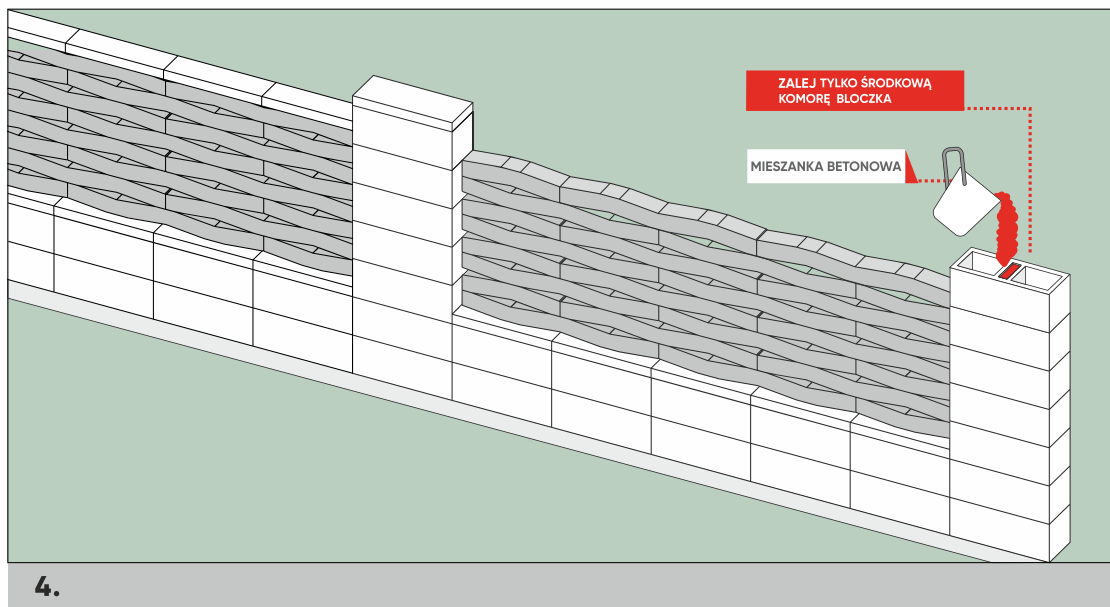 ZALEJ TYLKO ŚRODKOWĄ
KOMORĘ BLOCZKA
MIESZANKA BETONOWA
4.